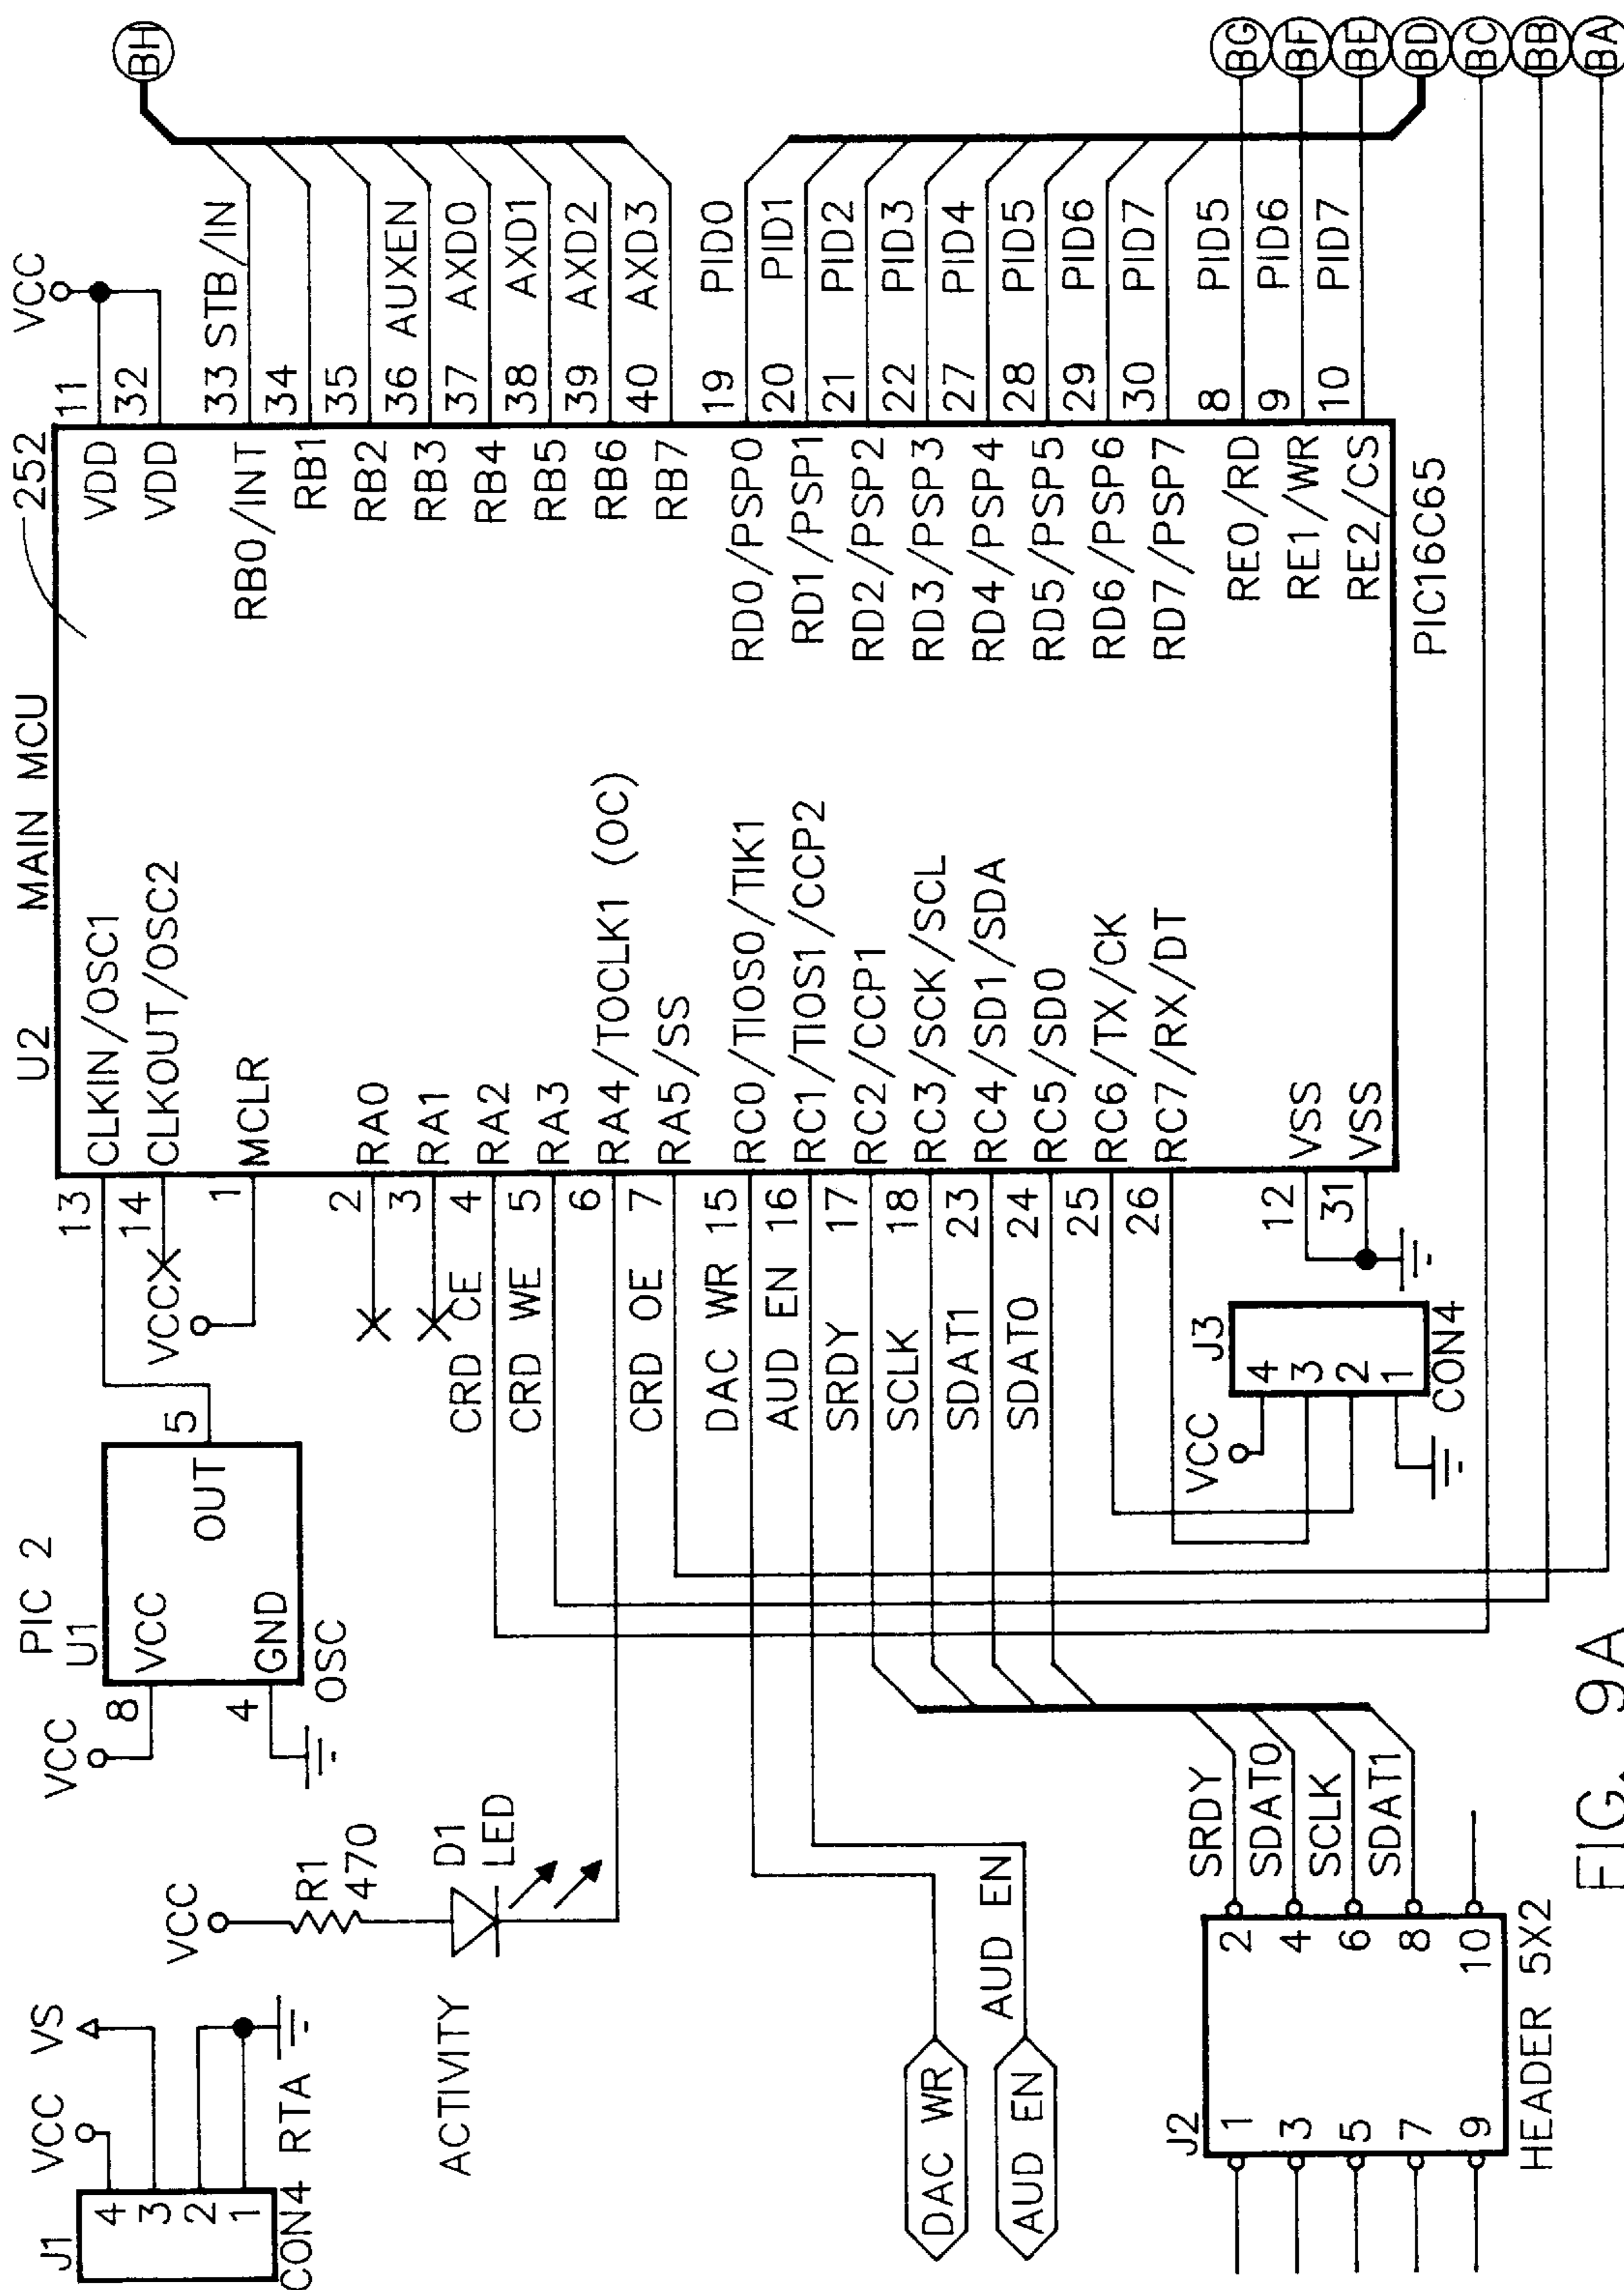 J1
4
3
2
1
CON4 RTA
VCC
VS
ACTIVITY
VCC
R1
470
D1
LED
PIC 2
U1
VCC
8
VCC
4
GND
OUT
5
OSC
U2 MAIN MCU
252
13 CLKIN/OSC1
14 CLKOUT/OSC2
VCC
1 MCLR
2 RA0
3 RA1
CRD CE 4 RA2
CRD WE 5 RA3
6 RA4/TOCLK1 (OC)
CRD OE 7 RA5/SS
DAC WR 15 RC0/TIOSO/TIK1
AUD EN 16 RC1/TIOS1/CCP2
SRDY 17 RC2/CCP1
SCLK 18 RC3/SCK/SCL
SDAT1 23 RC4/SD1/SDA
SDATO 24 RC5/SDO
25 RC6/TX/CK
26 RC7/RX/DT
12 VSS
31 VSS
VCC
VDD 11
VDD 32
RB0/INT 33 STB/IN
RB1 34
RB2 35
RB3 36 AUXEN
RB4 37 AXD0
RB5 38 AXD1
RB6 39 AXD2
RB7 40 AXD3
RD0/PSP0 19 PID0
RD1/PSP1 20 PID1
RD2/PSP2 21 PID2
RD3/PSP3 22 PID3
RD4/PSP4 27 PID4
RD5/PSP5 28 PID5
RD6/PSP6 29 PID6
RD7/PSP7 30 PID7
RE0/RD 8 PID5
RE1/WR 9 PID6
RE2/CS 10 PID7
PIC16C65
BH
BG
BF
BE
BD
BC
BB
BA
DAC WR
AUD EN
AUD EN
VCC
J3
4
3
2
1
CON4
J2
1
3
5
7
9
2 SRDY
4 SDATO
6 SCLK
8 SDAT1
10
HEADER 5X2
FIG. 9A